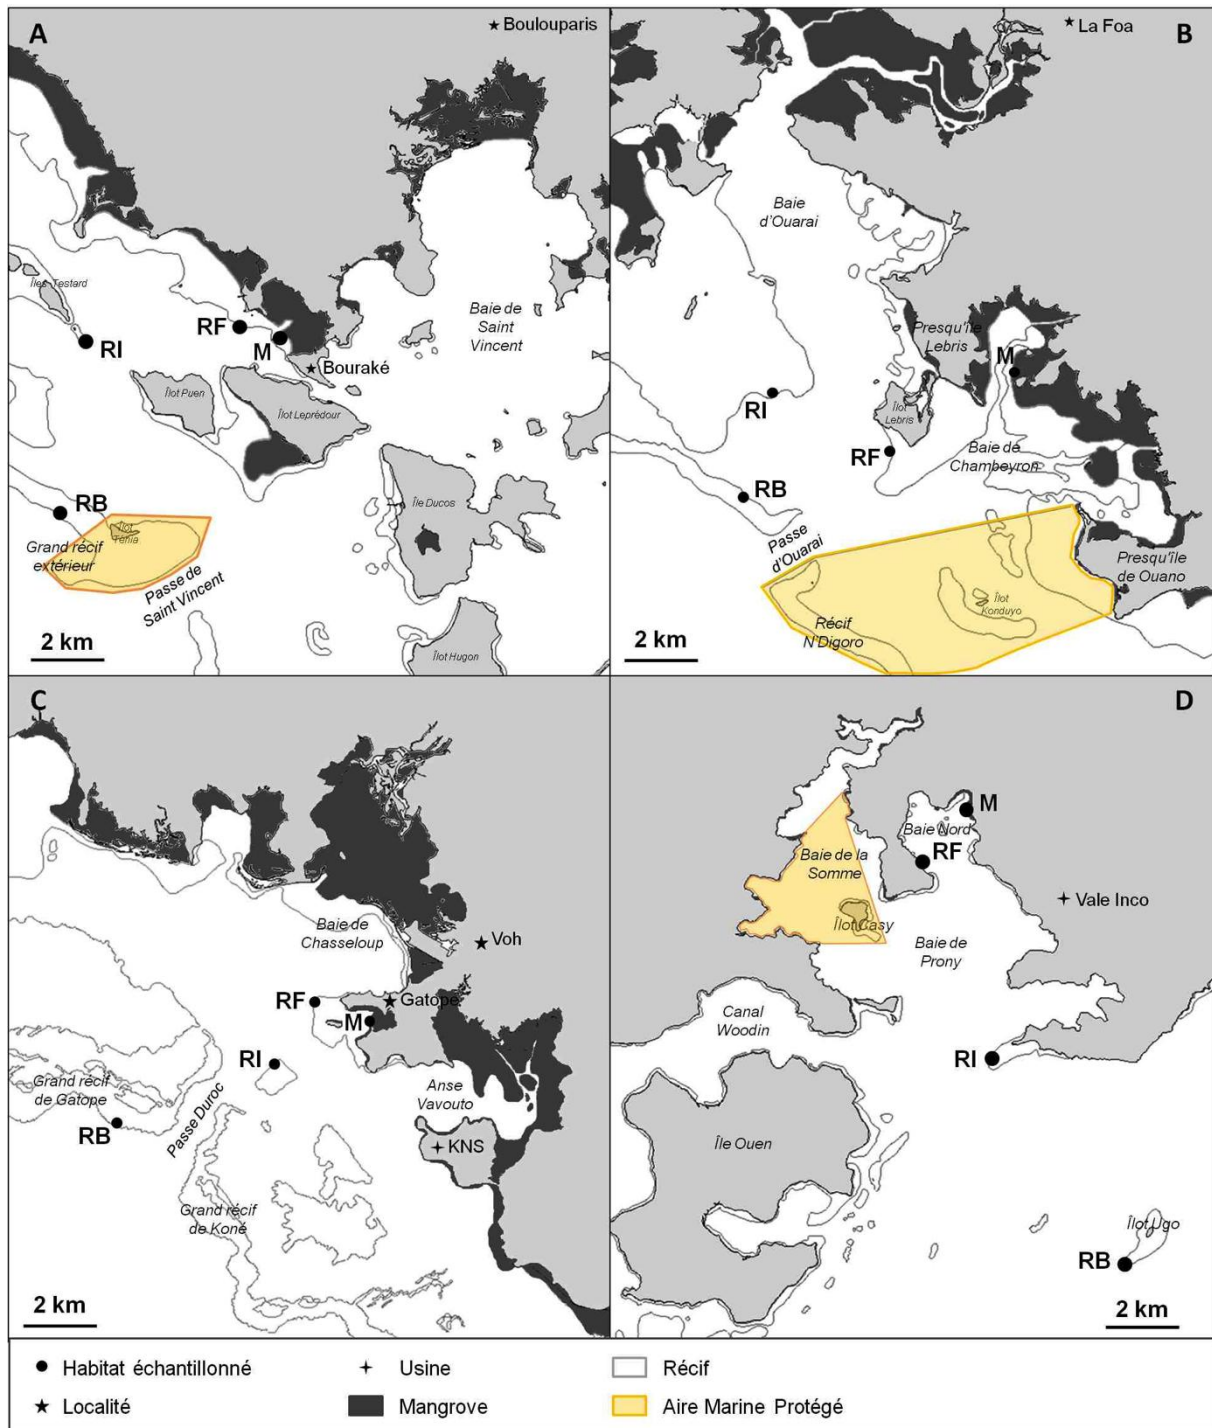 A
Boulouparis
Îles Testard
RI
RF
M
Bouraké
Baie de
Saint
Vincent
Îlot Puen
Îlot Leprédour
Île Ducos
RB
Îlot
Ténia
Grand récif
extérieur
Passe de
Saint Vincent
Îlot Hugon
2 km
B
La Foa
Baie
d'Ouarai
Presqu'île
Lebris
M
RI
Îlot
Lebris
RF
Baie de
Chambeyron
RB
Passe
d'Ouarai
Presqu'île
de Ouano
Îlot
Konduyo
Récif
N'Digoro
2 km
C
Baie de
Chasseloup
Voh
Gatope
RF
M
RI
Grand récif
de Gatope
RB
Passe Duroc
Anse
Vavouto
KNS
Grand récif
de Koné
2 km
D
M
Baie Nord
RF
Baie de la
Somme
Vale Inco
Îlot Casy
Baie de
Prony
Canal
Woodin
RI
Île Ouen
Îlot Ugo
RB
2 km
Habitat échantillonné
Usine
Récif
Localité
Mangrove
Aire Marine Protégé